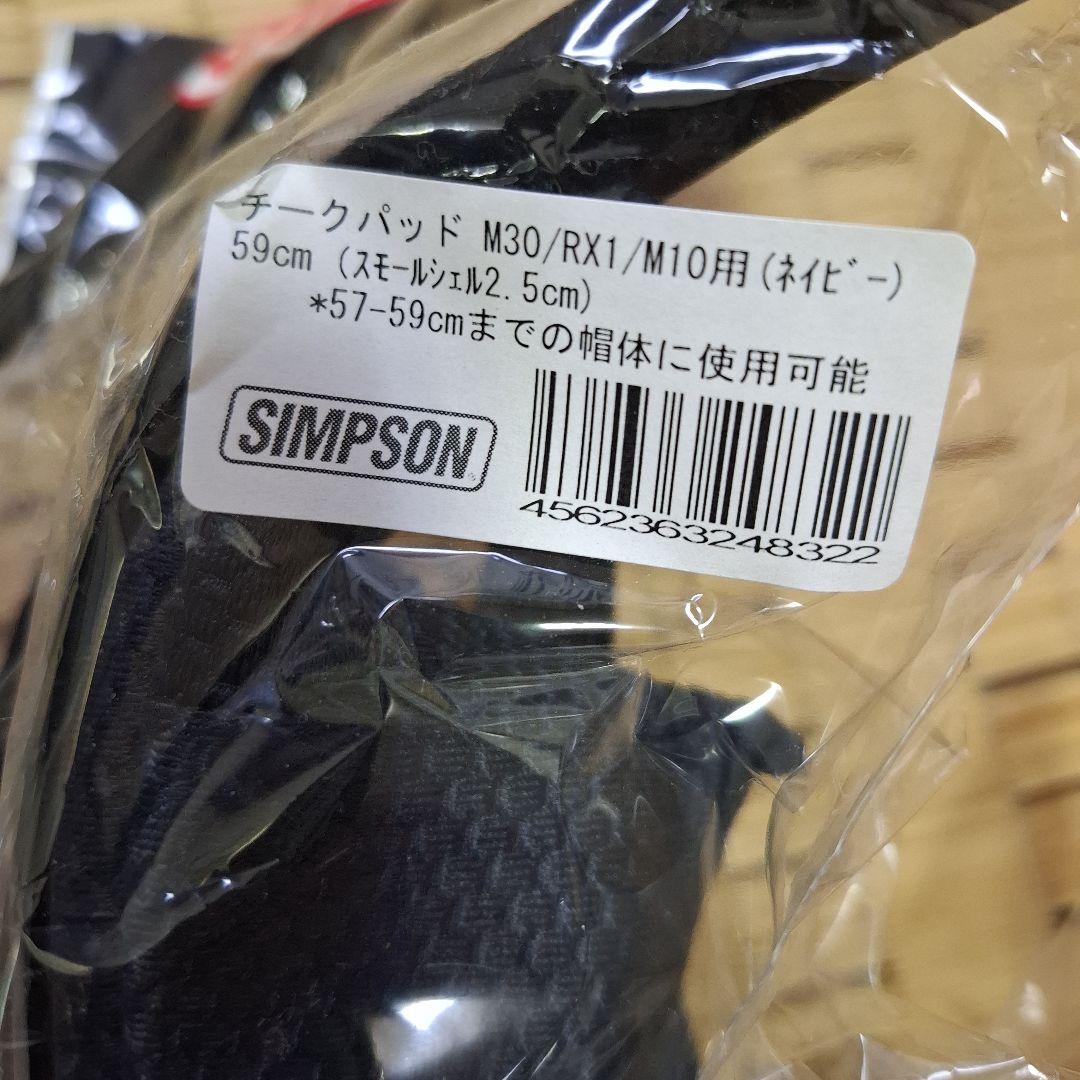 チークパッド M30/RX1/M10用(ﾈｲﾋﾞｰ)
59cm (ｽﾓｰﾙｼｪﾙ2.5cm)
*57-59cmまでの帽体に使用可能
SIMPSON
4562363248322